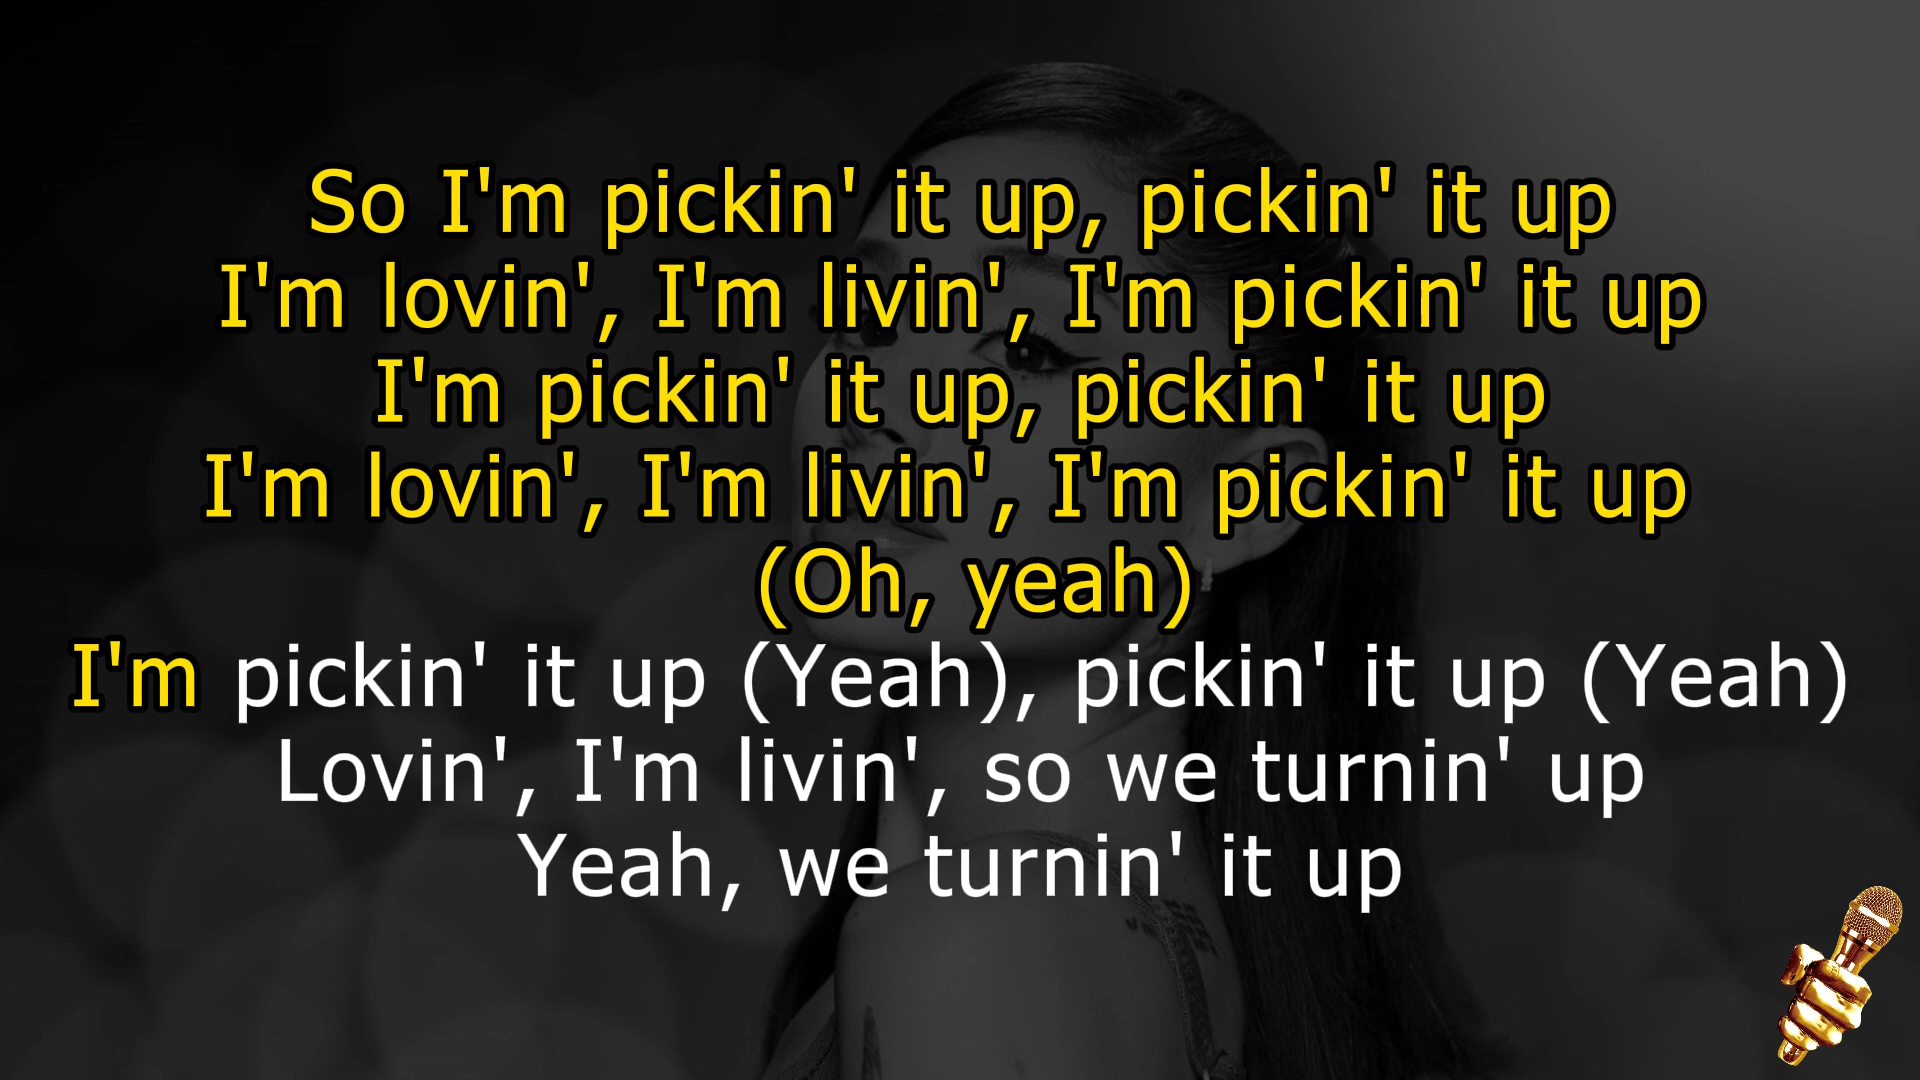 So I'm pickin' it up, pickin' it up
I'm lovin', I'm livin', I'm pickin' it up
I'm pickin' it up, pickin' it up
I'm lovin', I'm livin', I'm pickin' it up
(Oh, yeah)
I'm pickin' it up (Yeah), pickin' it up (Yeah)
Lovin', I'm livin', so we turnin' up
Yeah, we turnin' it up